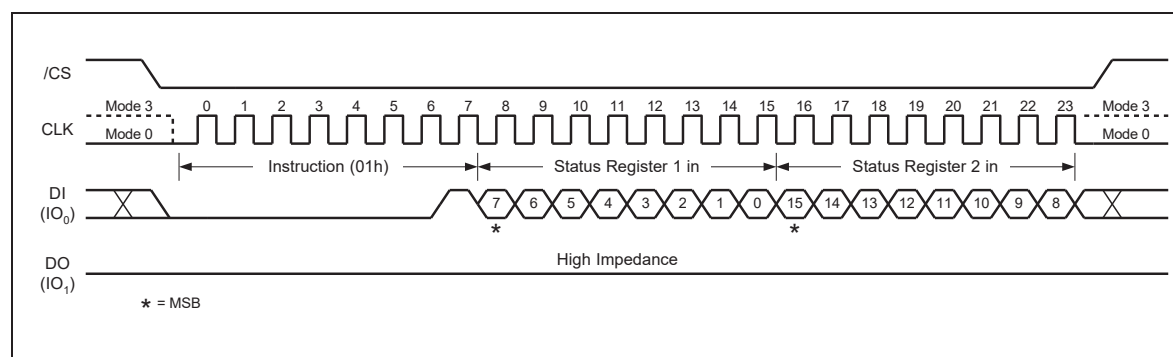 /CS
Mode 3 0 1 2 3 4 5 6 7 8 9 10 11 12 13 14 15 16 17 18 19 20 21 22 23 Mode 3
CLK Mode 0 Mode 0
Instruction (01h) Status Register 1 in Status Register 2 in
DI
(IO0) 7 6 5 4 3 2 1 0 15 14 13 12 11 10 9 8
* *
DO High Impedance
(IO1)
* = MSB